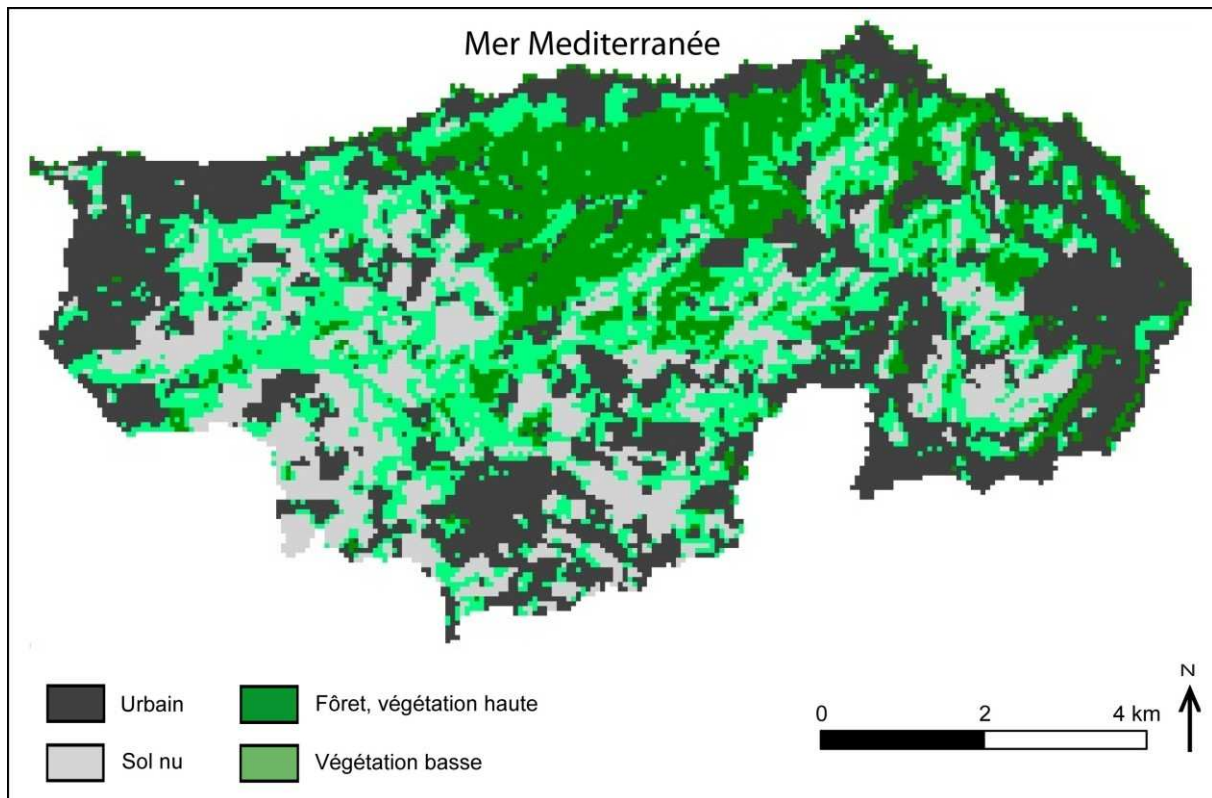 Mer Mediterranée
Urbain
Fôret, végétation haute
Sol nu
Végétation basse
0 2 4 km
N